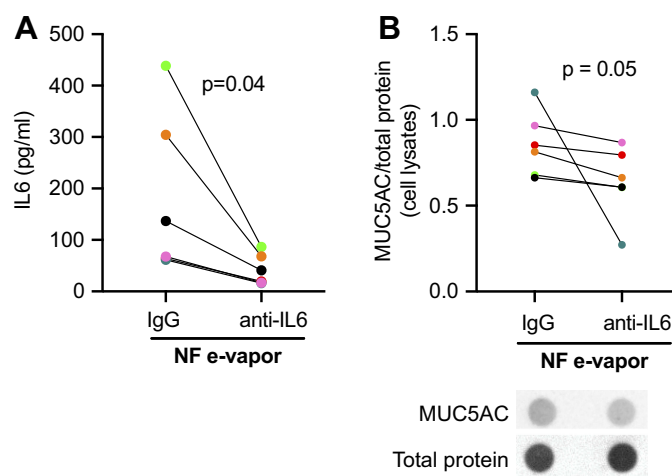 A
500
400
300
200
100
0
IL6 (pg/ml)
p=0.04
IgG
anti-IL6
NF e-vapor
B
1.5
1.0
0.5
0.0
MUC5AC/total protein
(cell lysates)
p = 0.05
IgG
anti-IL6
NF e-vapor
MUC5AC
Total protein